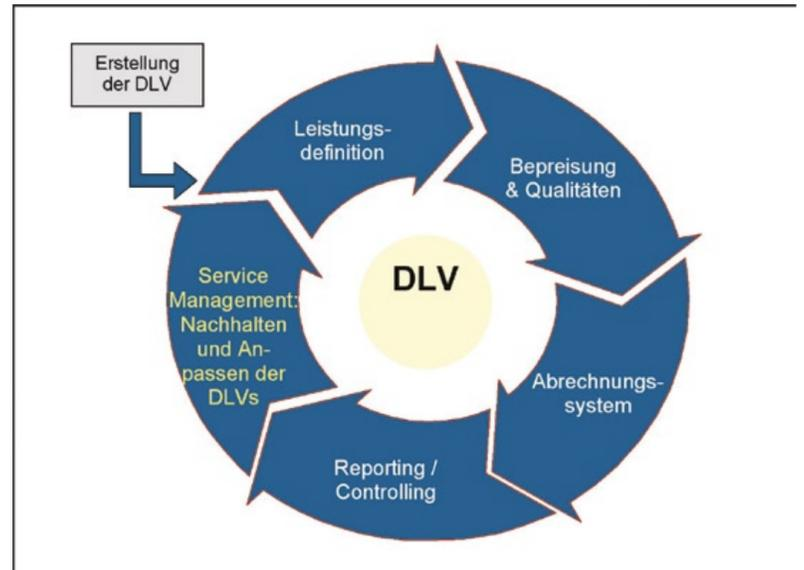 Erstellung
der DLV
Leistungs-
definition
Bepreisung
& Qualitäten
DLV
Service
Management:
Nachhalten
und An-
passen der
DLVs
Abrechnungs-
system
Reporting /
Controlling